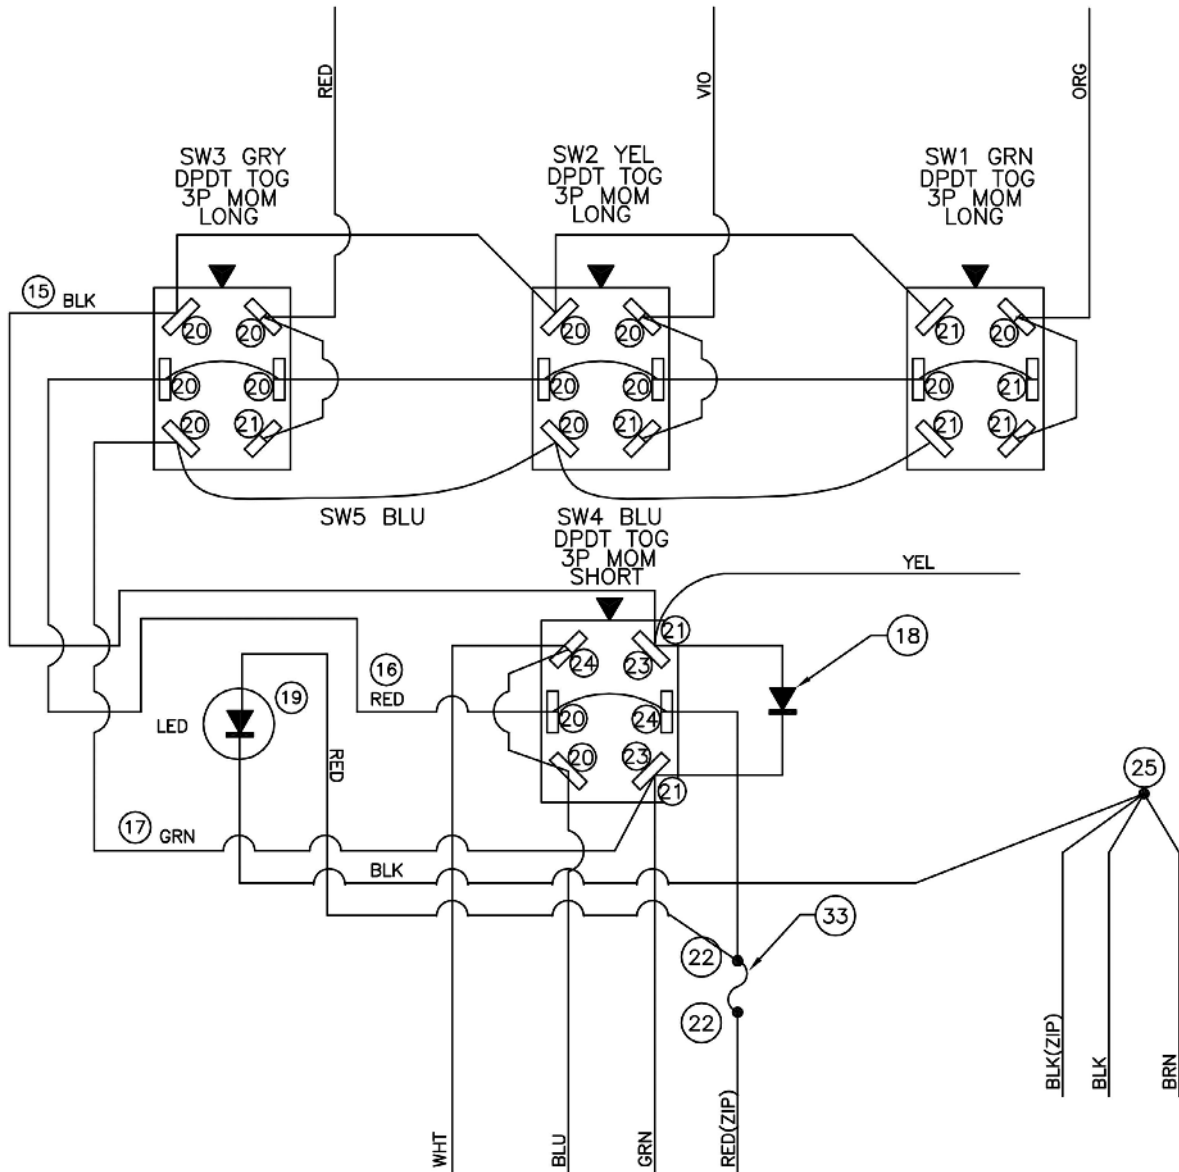 RED
VIO
ORG
SW3 GRY
DPDT TOG
3P MOM
LONG
SW2 YEL
DPDT TOG
3P MOM
LONG
SW1 GRN
DPDT TOG
3P MOM
LONG
15 BLK
20 20
20 20
21 20
20 20
20 20
20 21
20 21
20 21
21 21
SW5 BLU
SW4 BLU
DPDT TOG
3P MOM
SHORT
YEL
21
18
24 23
16
RED
19
LED
20 24
20 23
21
RED
25
17 GRN
BLK
33
22
22
WHT
BLU
GRN
RED(ZIP)
BLK(ZIP)
BLK
BRN